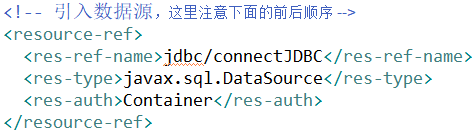 <!-- 引入数据源，这里注意下面的前后顺序-->
<resource-ref>
<res-ref-name>jdbc/connectJDBC</res-ref-name>
<res-type>javax.sql.DataSource</res-type>
<res-auth>Container</res-auth>
</resource-ref>